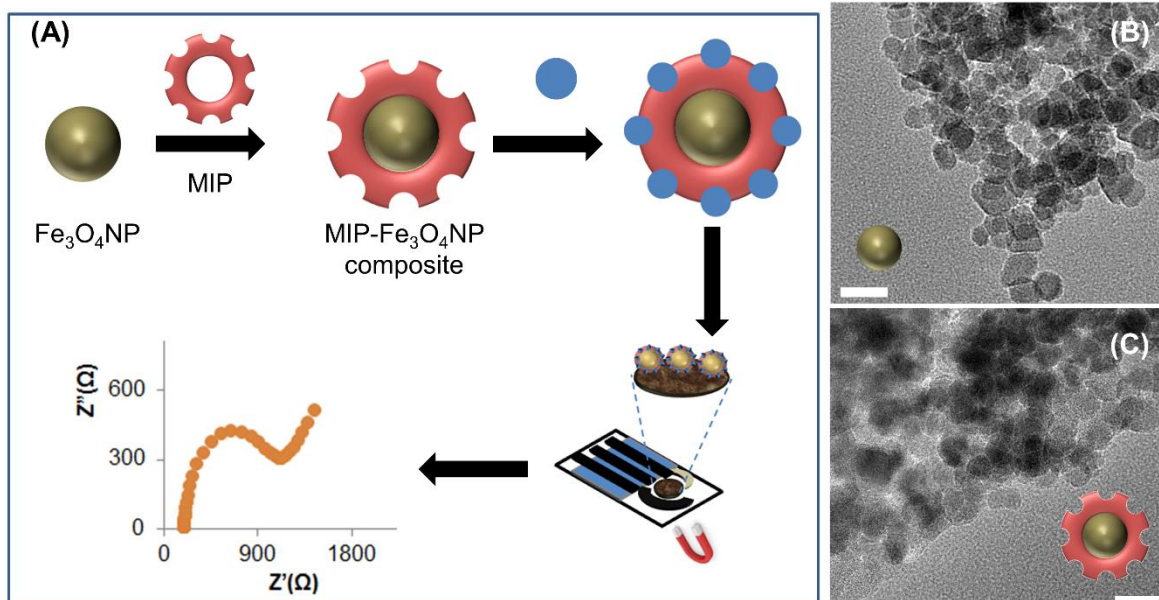 (A)
MIP
Fe₃O₄NP
MIP-Fe₃O₄NP
composite
Z''(Ω)
600
300
0
0
900
1800
Z'(Ω)
(B)
(C)